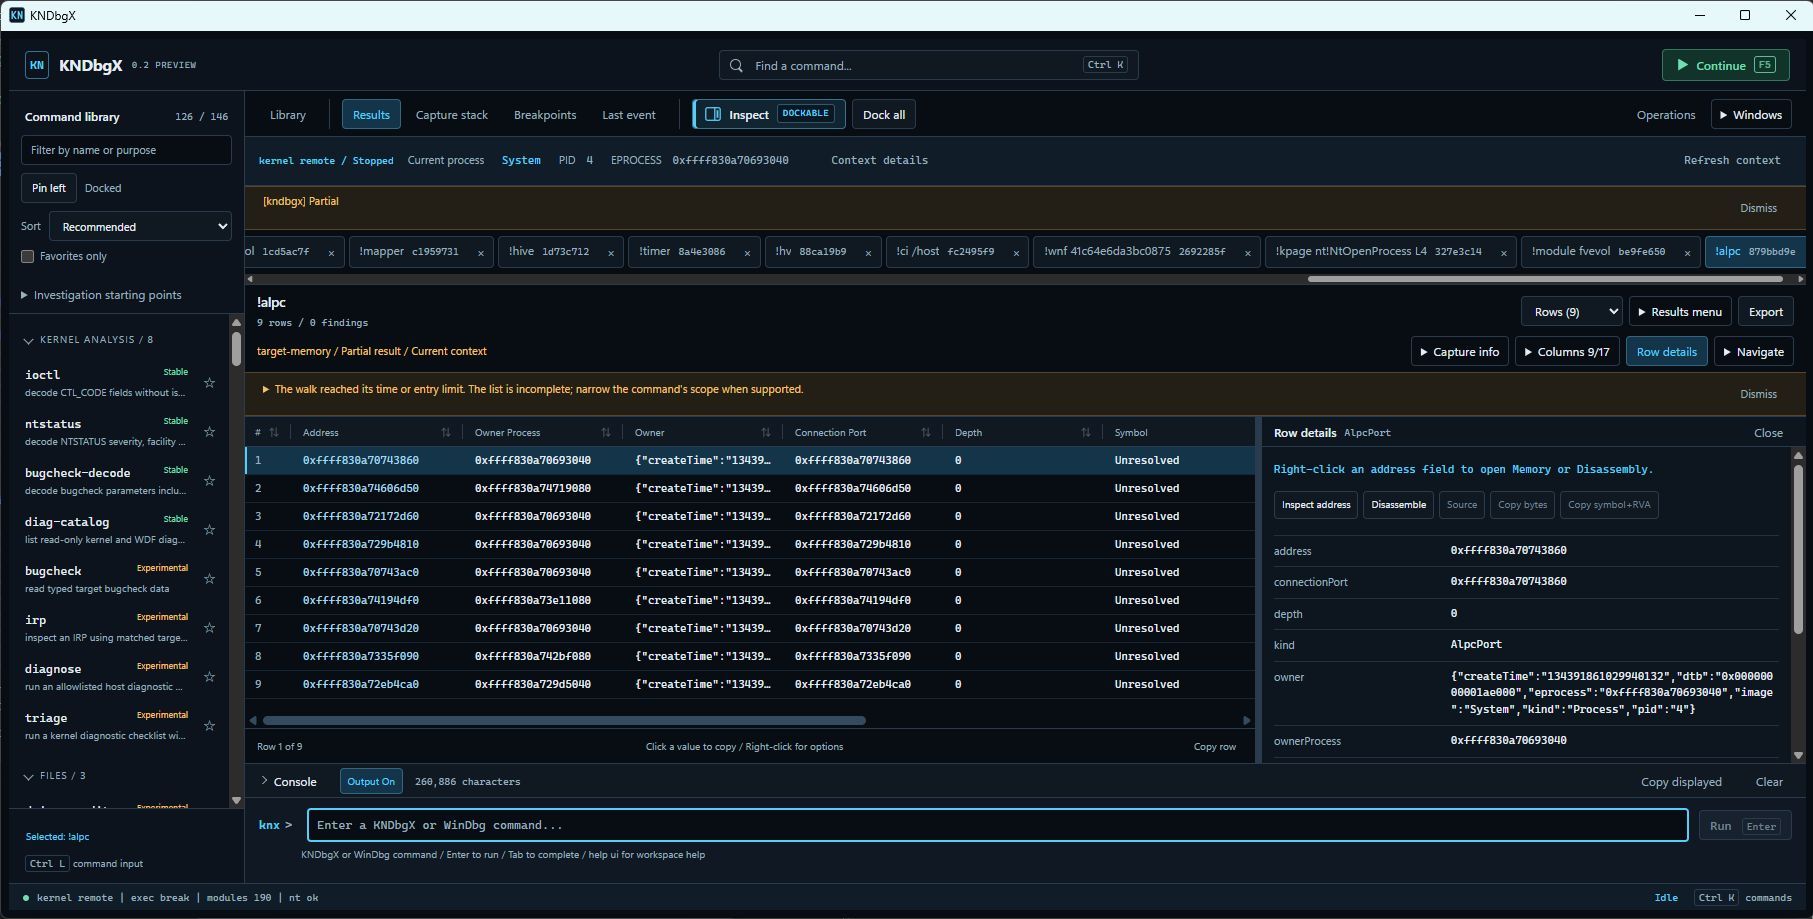 KN KNDbgX
KN KNDbgX 0.2 PREVIEW
Find a command... Ctrl K
Continue F5
Command library 126 / 146
Filter by name or purpose
Pin left Docked
Sort Recommended
Favorites only
Investigation starting points
KERNEL ANALYSIS / 8
ioctl Stable
decode CTL_CODE fields without is...
ntstatus Stable
decode NTSTATUS severity, facility ...
bugcheck-decode Stable
decode bugcheck parameters inclu...
diag-catalog Stable
list read-only kernel and WDF diag...
bugcheck Experimental
read typed target bugcheck data
irp Experimental
inspect an IRP using matched targe...
diagnose Experimental
run an allowlisted host diagnostic ...
triage Experimental
run a kernel diagnostic checklist wi...
FILES / 3
Experimental
Selected: !alpc
Ctrl L command input
Library Results Capture stack Breakpoints Last event Inspect DOCKABLE Dock all Operations Windows
kernel remote / Stopped Current process System PID 4 EPROCESS 0xffff830a70693040 Context details Refresh context
[kndbgx] Partial
Dismiss
ol 1cd5ac7f × !mapper c1959731 × !hive 1d73c712 × !timer 8a4e3086 × !hv 88ca19b9 × !ci /host fc2495f9 × !wnf 41c64e6da3bc0875 2692285f × !kpage nt!NtOpenProcess L4 327e3c14 × !module fvevol be9fe650 × !alpc 879bbd9e
!alpc
9 rows / 0 findings
Rows (9) Results menu Export
target-memory / Partial result / Current context
Capture info Columns 9/17 Row details Navigate
The walk reached its time or entry limit. The list is incomplete; narrow the command's scope when supported.
Dismiss
# Address Owner Process Owner Connection Port Depth Symbol
1 0xffff830a70743860 0xffff830a70693040 {"createTime":"13439... 0xffff830a70743860 0 Unresolved
2 0xffff830a74606d50 0xffff830a74719080 {"createTime":"13439... 0xffff830a74606d50 0 Unresolved
3 0xffff830a72172d60 0xffff830a70693040 {"createTime":"13439... 0xffff830a72172d60 0 Unresolved
4 0xffff830a729b4810 0xffff830a70693040 {"createTime":"13439... 0xffff830a729b4810 0 Unresolved
5 0xffff830a70743ac0 0xffff830a70693040 {"createTime":"13439... 0xffff830a70743ac0 0 Unresolved
6 0xffff830a74194df0 0xffff830a73e11080 {"createTime":"13439... 0xffff830a74194df0 0 Unresolved
7 0xffff830a70743d20 0xffff830a70693040 {"createTime":"13439... 0xffff830a70743d20 0 Unresolved
8 0xffff830a7335f090 0xffff830a742bf080 {"createTime":"13439... 0xffff830a7335f090 0 Unresolved
9 0xffff830a72eb4ca0 0xffff830a729d5040 {"createTime":"13439... 0xffff830a72eb4ca0 0 Unresolved
Row 1 of 9 Click a value to copy / Right-click for options Copy row
Row details AlpcPort Close
Right-click an address field to open Memory or Disassembly.
Inspect address Disassemble Source Copy bytes Copy symbol+RVA
address 0xffff830a70743860
connectionPort 0xffff830a70743860
depth 0
kind AlpcPort
owner {"createTime":"134391861029940132","dtb":"0x000000
00001ae000","eprocess":"0xffff830a70693040","image
":"System","kind":"Process","pid":"4"}
ownerProcess 0xffff830a70693040
Console Output On 260,886 characters Copy displayed Clear
knx > Enter a KNDbgX or WinDbg command... Run Enter
KNDbgX or WinDbg command / Enter to run / Tab to complete / help ui for workspace help
kernel remote | exec break | modules 190 | nt ok Idle Ctrl K commands